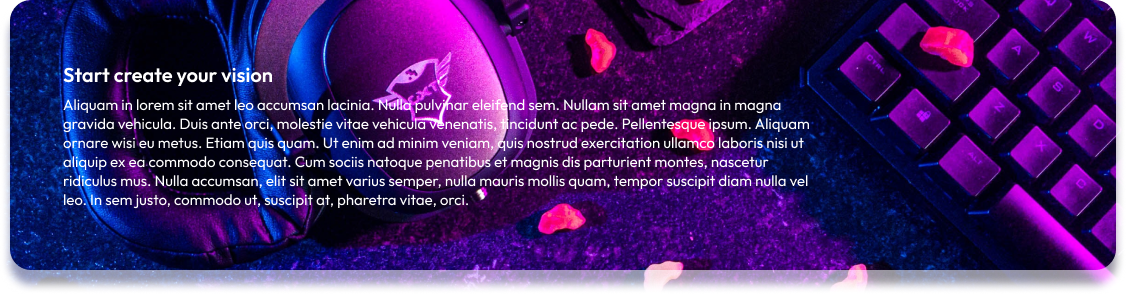 Start create your vision
Aliquam in lorem sit amet leo accumsan lacinia. Nulla pulvinar eleifend sem. Nullam sit amet magna in magna
gravida vehicula. Duis ante orci, molestie vitae vehicula venenatis, tincidunt ac pede. Pellentesque ipsum. Aliquam
ornare wisi eu metus. Etiam quis quam. Ut enim ad minim veniam, quis nostrud exercitation ullamco laboris nisi ut
aliquip ex ea commodo consequat. Cum sociis natoque penatibus et magnis dis parturient montes, nascetur
ridiculus mus. Nulla accumsan, elit sit amet varius semper, nulla mauris mollis quam, tempor suscipit diam nulla vel
leo. In sem justo, commodo ut, suscipit at, pharetra vitae, orci.
A
S
D
Z
X
C
ALT